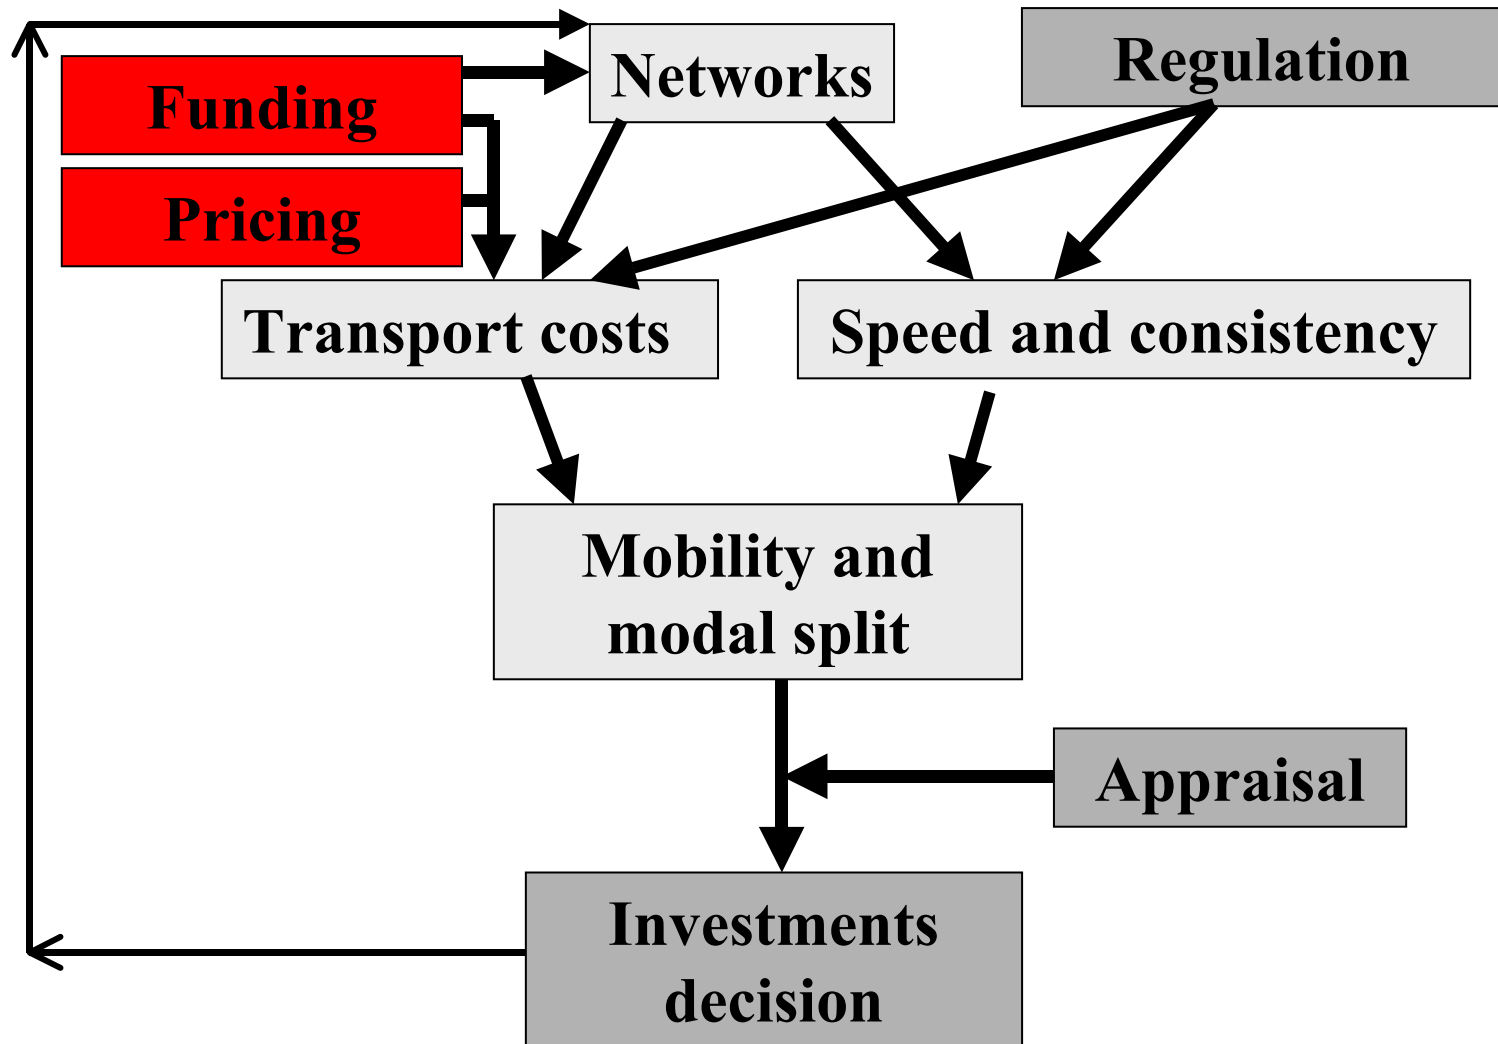 Networks
Regulation
Funding
Pricing
Transport costs
Speed and consistency
Mobility and
modal split
Appraisal
Investments
decision